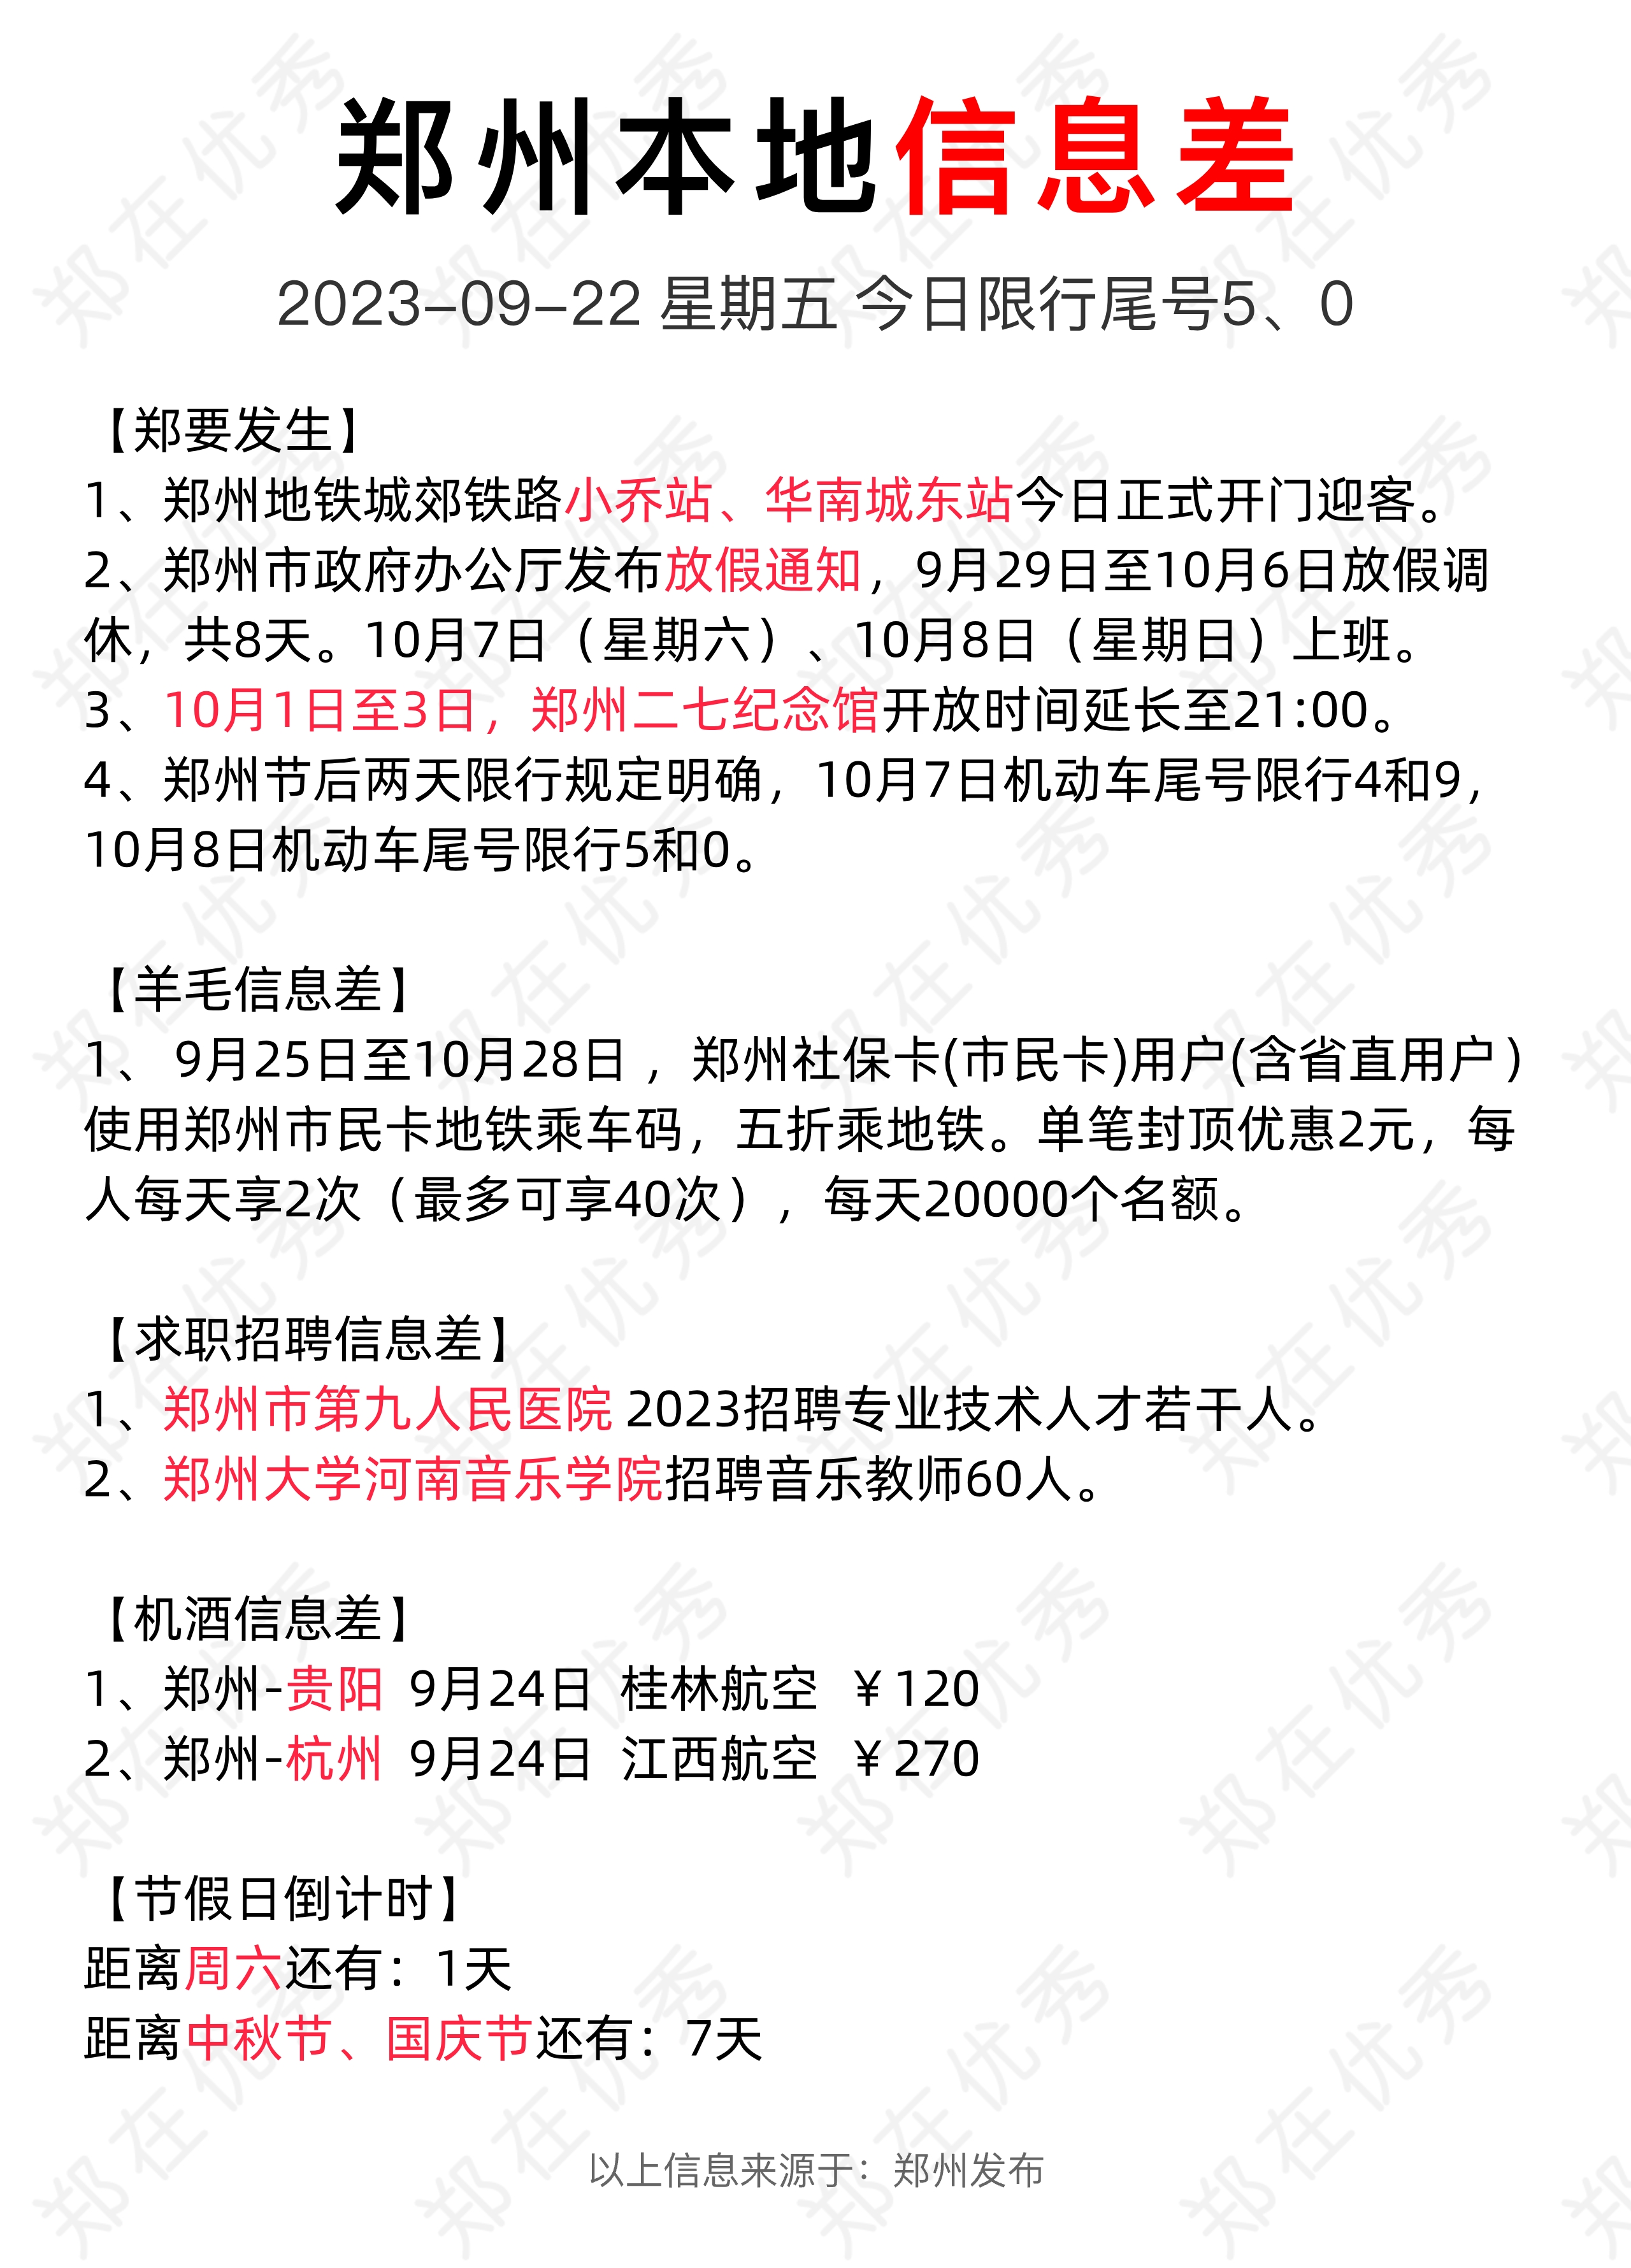 郑州本地信息差
2023-09-22 星期五 今日限行尾号5、0
【郑要发生】
1、郑州地铁城郊铁路小乔站、华南城东站今日正式开门迎客。
2、郑州市政府办公厅发布放假通知，9月29日至10月6日放假调
休，共8天。10月7日（星期六）、10月8日（星期日）上班。
3、10月1日至3日，郑州二七纪念馆开放时间延长至21:00。
4、郑州节后两天限行规定明确，10月7日机动车尾号限行4和9，
10月8日机动车尾号限行5和0。
【羊毛信息差】
1、 9月25日至10月28日 ，郑州社保卡(市民卡)用户(含省直用户）
使用郑州市民卡地铁乘车码，五折乘地铁。单笔封顶优惠2元，每
人每天享2次（最多可享40次），每天20000个名额。
【求职招聘信息差】
1、郑州市第九人民医院 2023招聘专业技术人才若干人。
2、郑州大学河南音乐学院招聘音乐教师60人。
【机酒信息差】
1、郑州-贵阳 9月24日 桂林航空 ￥120
2、郑州-杭州 9月24日 江西航空 ￥270
【节假日倒计时】
距离周六还有：1天
距离中秋节、国庆节还有：7天
以上信息来源于：郑州发布
郑在优秀